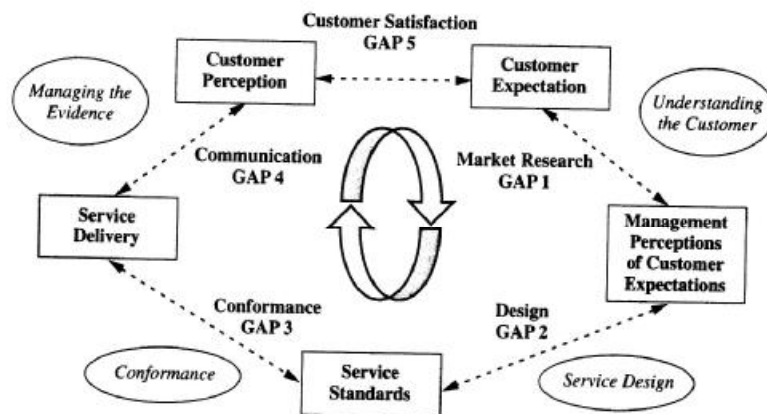 Customer Satisfaction
GAP 5
Customer
Perception
Customer
Expectation
Managing the
Evidence
Understanding
the Customer
Communication
GAP 4
Market Research
GAP 1
Service
Delivery
Management
Perceptions
of Customer
Expectations
Conformance
GAP 3
Design
GAP 2
Conformance
Service
Standards
Service Design